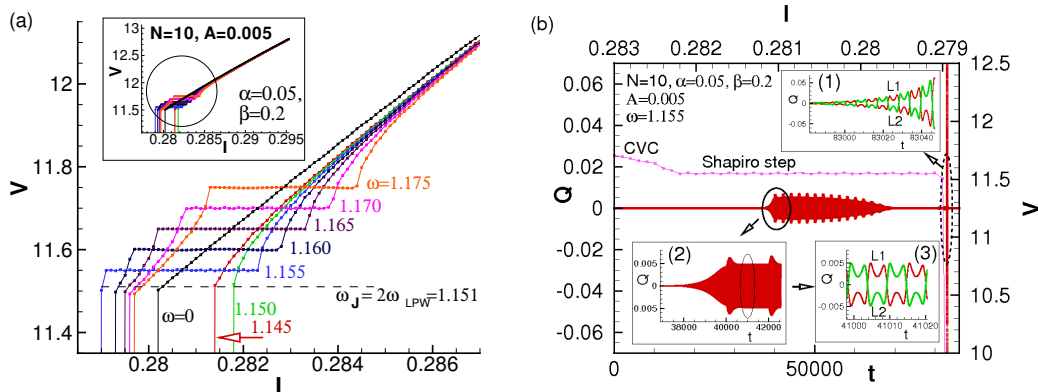 (a)
V
12
11.8
11.6
11.4
0.28
0.282
0.284
0.286
I
N=10, A=0.005
V
13
12.5
12
11.5
0.28
0.285
0.29
0.295
I
α=0.05,
β=0.2
ω=1.175
1.170
1.165
1.160
1.155
ωJ = 2ωLPW=1.151
ω=0
1.150
1.145
(b)
I
0.283
0.282
0.281
0.28
0.279
Q
0.06
0.04
0.02
0
-0.02
-0.04
-0.06
N=10, α=0.05, β=0.2
A=0.005
ω=1.155
CVC
Shapiro step
(1)
Q
0.05
0
-0.05
L1
L2
83000
83020
83040
t
(2)
Q
0.005
0
-0.005
38000
40000
42000
t
(3)
Q
0.005
0
-0.005
L1
L2
41000
41010
41020
t
0
50000
t
12.5
12
11.5
11
10.5
10
V